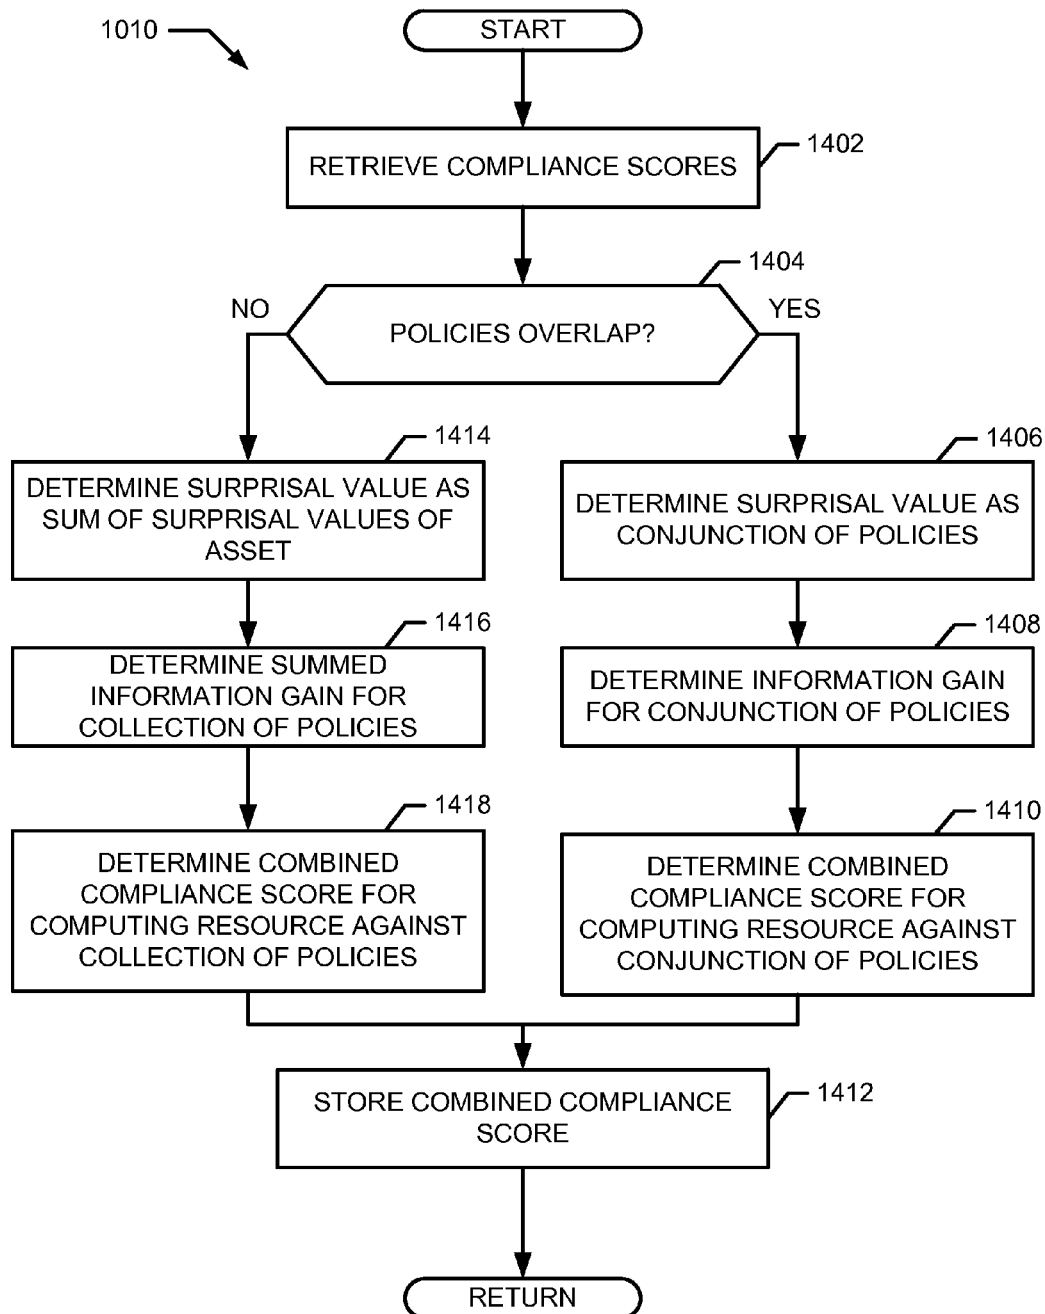 1010
START
RETRIEVE COMPLIANCE SCORES
1402
1404
NO
POLICIES OVERLAP?
YES
1414
DETERMINE SURPRISAL VALUE AS
SUM OF SURPRISAL VALUES OF
ASSET
1406
DETERMINE SURPRISAL VALUE AS
CONJUNCTION OF POLICIES
1416
DETERMINE SUMMED
INFORMATION GAIN FOR
COLLECTION OF POLICIES
1408
DETERMINE INFORMATION GAIN
FOR CONJUNCTION OF POLICIES
1418
DETERMINE COMBINED
COMPLIANCE SCORE FOR
COMPUTING RESOURCE AGAINST
COLLECTION OF POLICIES
1410
DETERMINE COMBINED
COMPLIANCE SCORE FOR
COMPUTING RESOURCE AGAINST
CONJUNCTION OF POLICIES
STORE COMBINED COMPLIANCE
SCORE
1412
RETURN